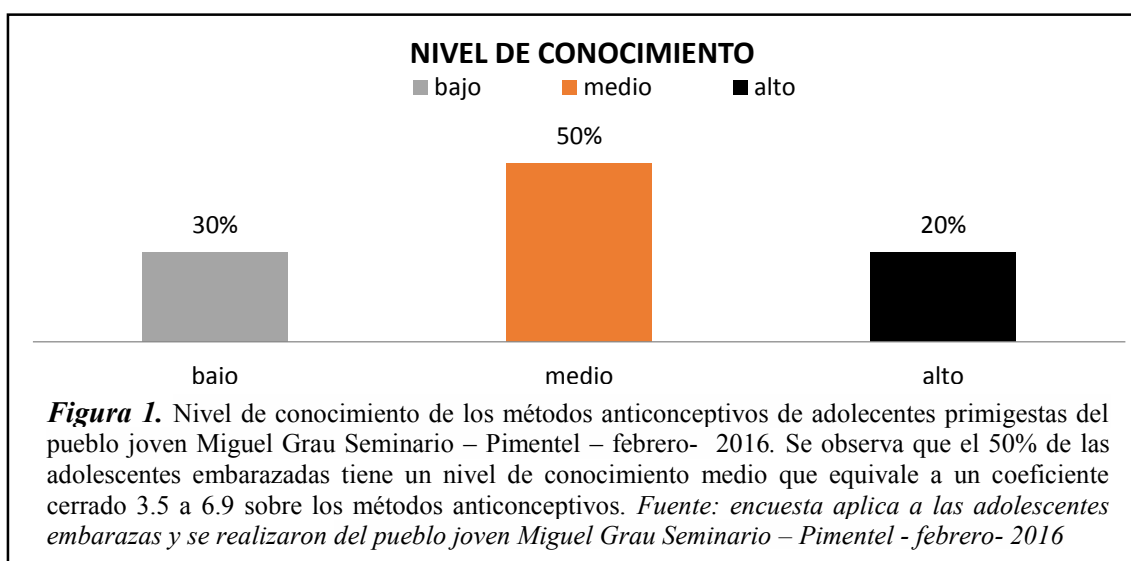 NIVEL DE CONOCIMIENTO
bajo medio alto
50%
30% 20%
bajo medio alto
Figura 1. Nivel de conocimiento de los métodos anticonceptivos de adolecentes primigestas del
pueblo joven Miguel Grau Seminario – Pimentel – febrero- 2016. Se observa que el 50% de las
adolescentes embarazadas tiene un nivel de conocimiento medio que equivale a un coeficiente
cerrado 3.5 a 6.9 sobre los métodos anticonceptivos. Fuente: encuesta aplica a las adolescentes
embarazas y se realizaron del pueblo joven Miguel Grau Seminario – Pimentel - febrero- 2016